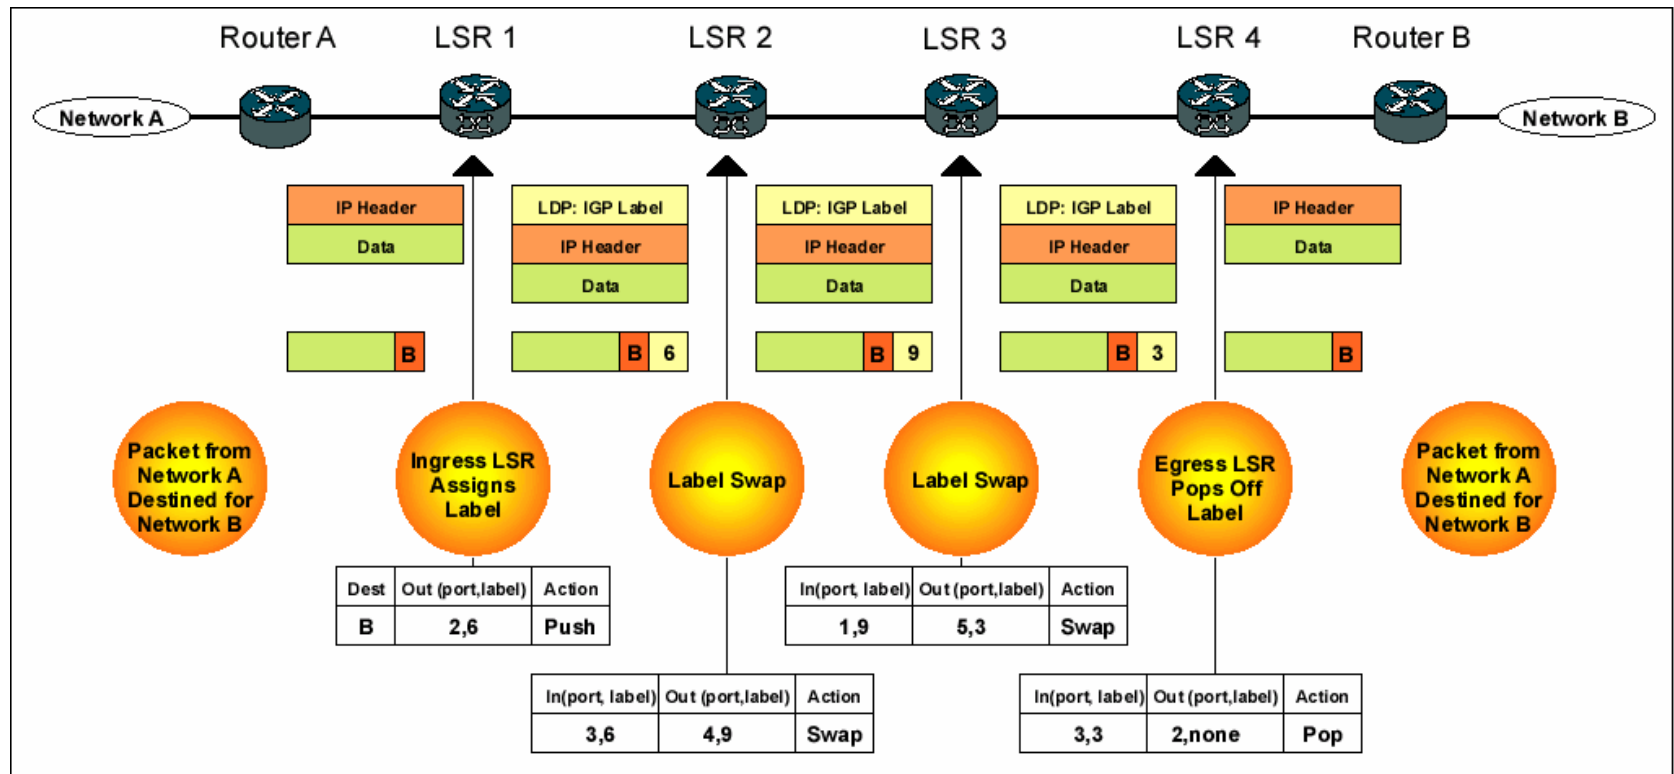 Router A
LSR 1
LSR 2
LSR 3
LSR 4
Router B
Network A
Network B
IP Header
Data
LDP: IGP Label
IP Header
Data
LDP: IGP Label
IP Header
Data
LDP: IGP Label
IP Header
Data
IP Header
Data
B
B 6
B 9
B 3
B
Packet from
Network A
Destined for
Network B
Ingress LSR
Assigns
Label
Label Swap
Label Swap
Egress LSR
Pops Off
Label
Packet from
Network A
Destined for
Network B
Dest Out (port,label) Action
B 2,6 Push
In(port, label) Out (port,label) Action
3,6 4,9 Swap
In(port, label) Out (port,label) Action
1,9 5,3 Swap
In(port, label) Out (port,label) Action
3,3 2,none Pop